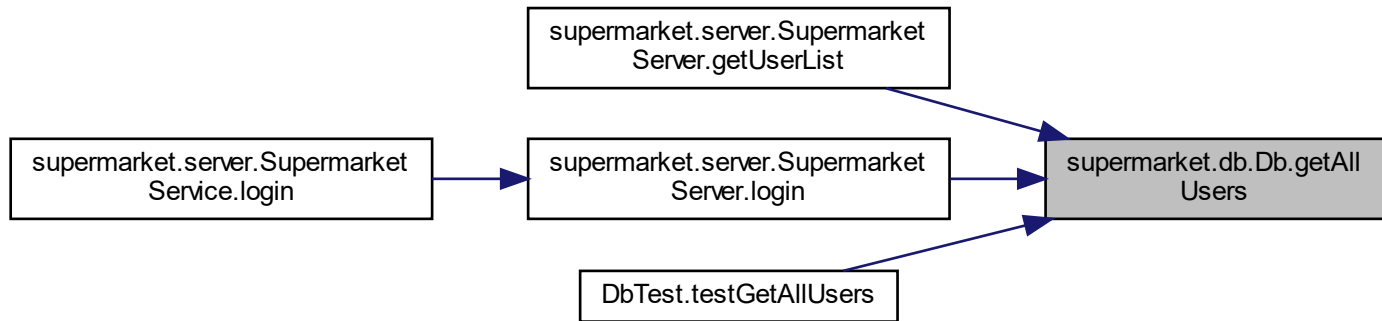 supermarket.server.Supermarket
Server.getUserList
supermarket.server.Supermarket
Service.login
supermarket.server.Supermarket
Server.login
supermarket.db.Db.getAll
Users
DbTest.testGetAllUsers